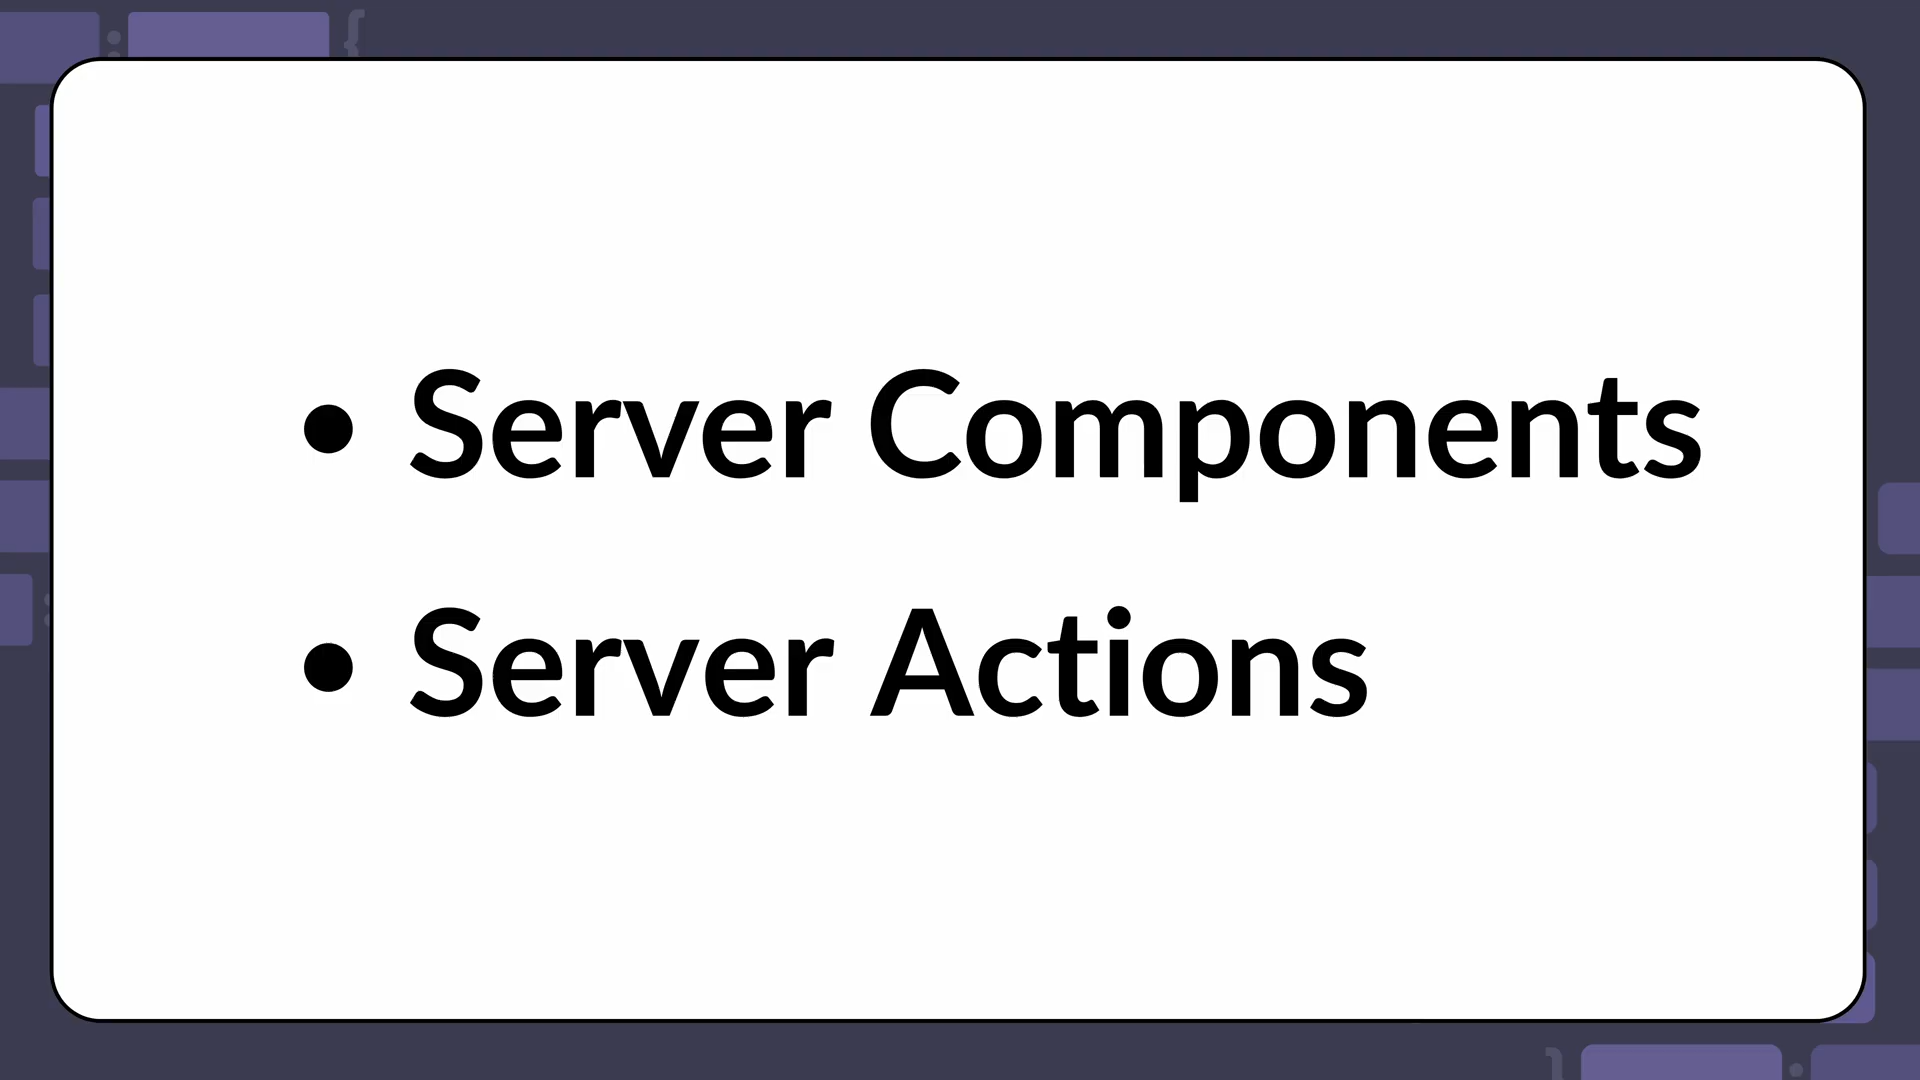 {
• Server Components
• Server Actions
}